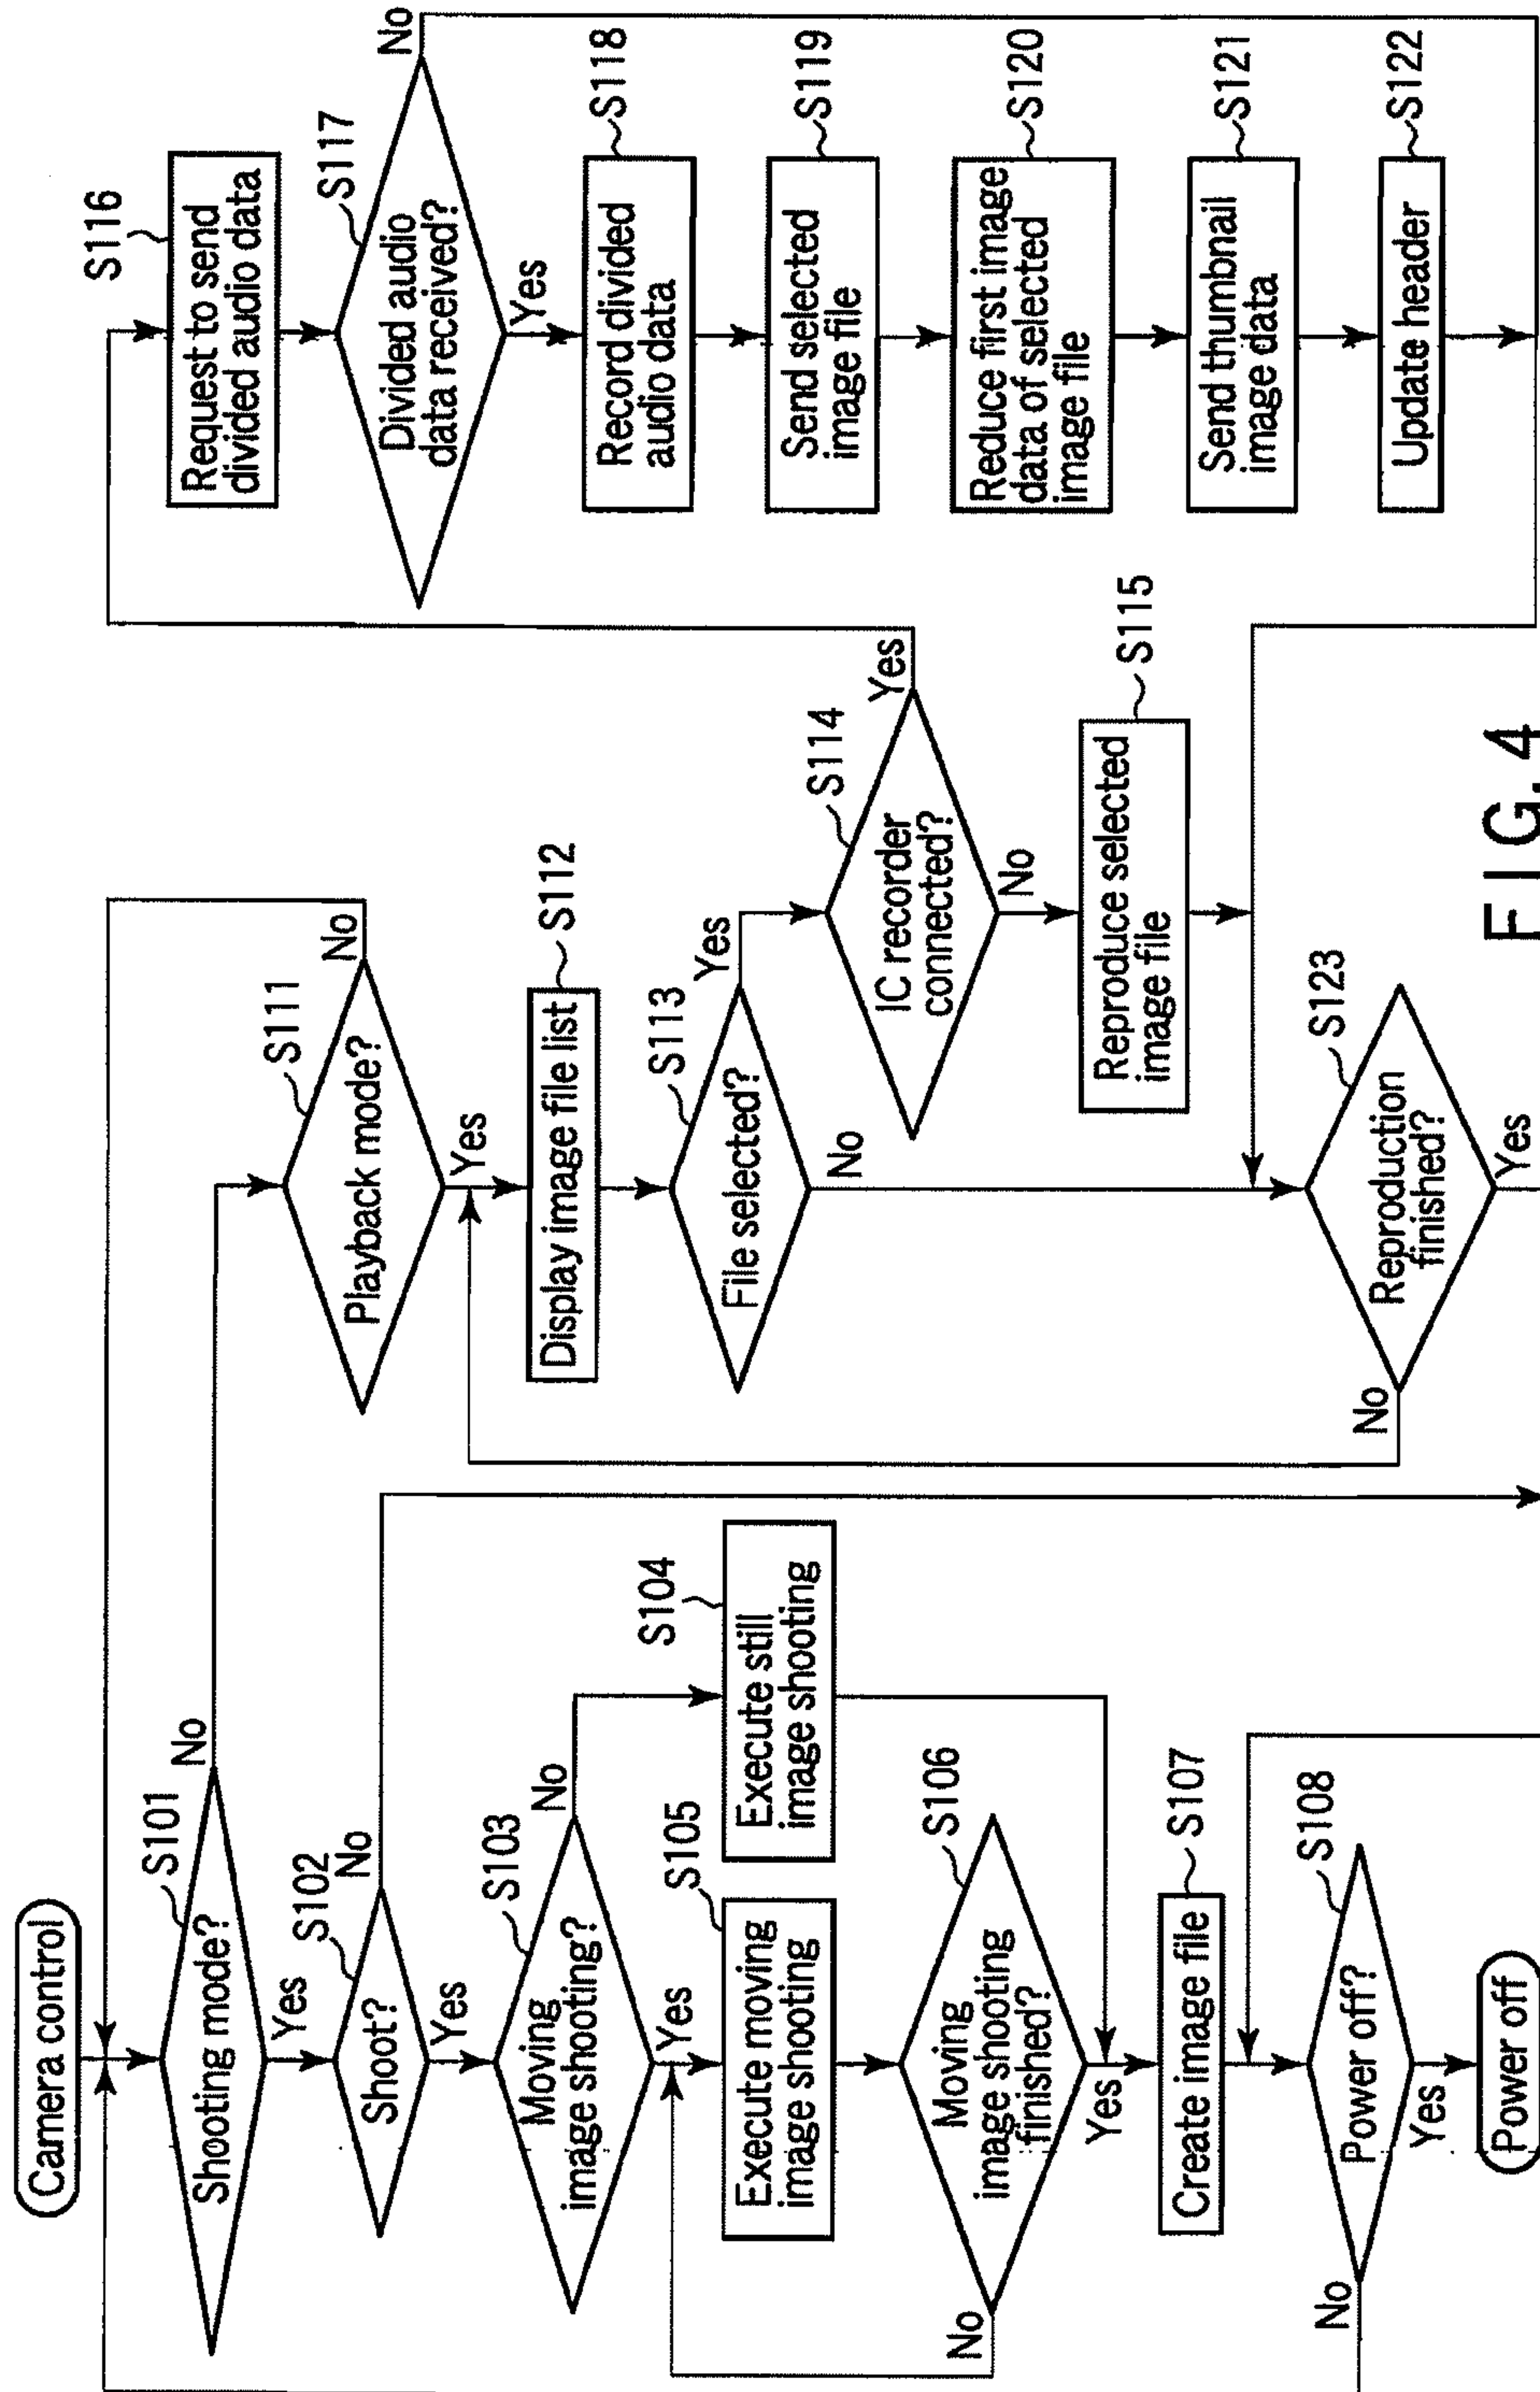 Camera control
Shooting mode?
S101
No
Yes
Shoot?
S102
No
Yes
Moving
image shooting?
S103
No
Yes
Execute still
image shooting
S104
Execute moving
image shooting
S105
Moving
image shooting
finished?
S106
No
Yes
Create image file
S107
Power off?
S108
No
Yes
Power off
Playback mode?
S111
No
Yes
Display image file list
S112
File selected?
S113
Yes
No
IC recorder
connected?
S114
Yes
No
Reproduce selected
image file
S115
S116
Request to send
divided audio data
Divided audio
data received?
S117
No
Yes
Record divided
audio data
S118
Send selected
image file
S119
Reduce first image
data of selected
image file
S120
Send thumbnail
image data
S121
Update header
S122
Reproduction
finished?
S123
No
Yes
FIG. 4